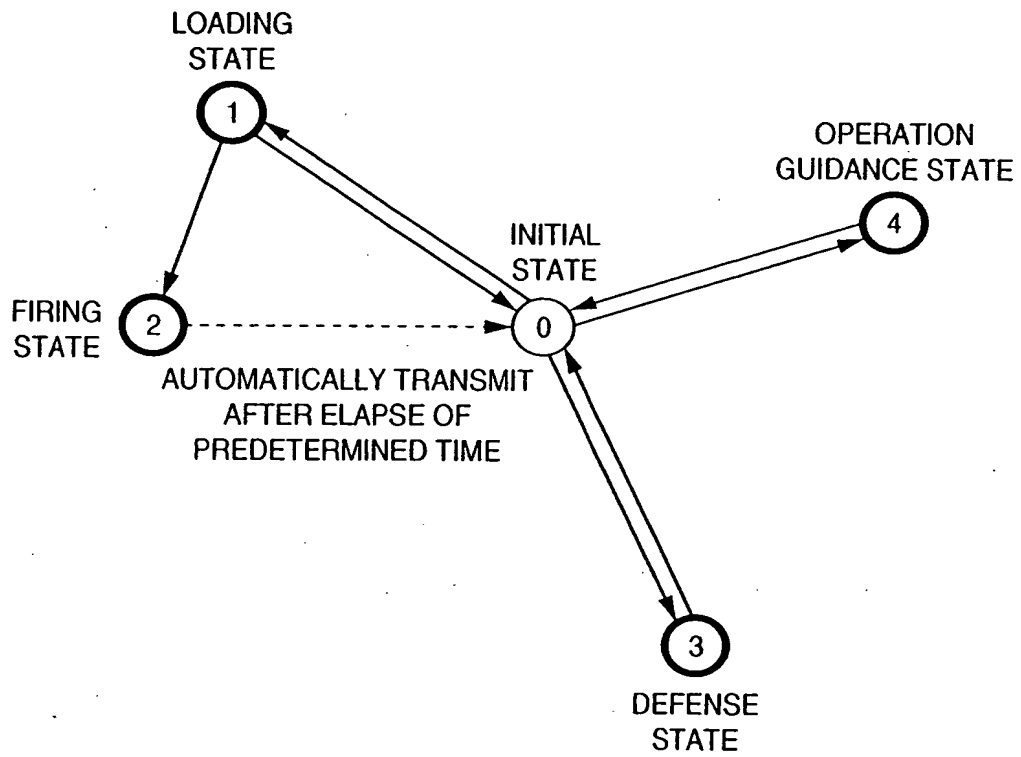 LOADING
STATE
1
OPERATION
GUIDANCE STATE
4
INITIAL
STATE
0
FIRING
STATE
2
AUTOMATICALLY TRANSMIT
AFTER ELAPSE OF
PREDETERMINED TIME
3
DEFENSE
STATE